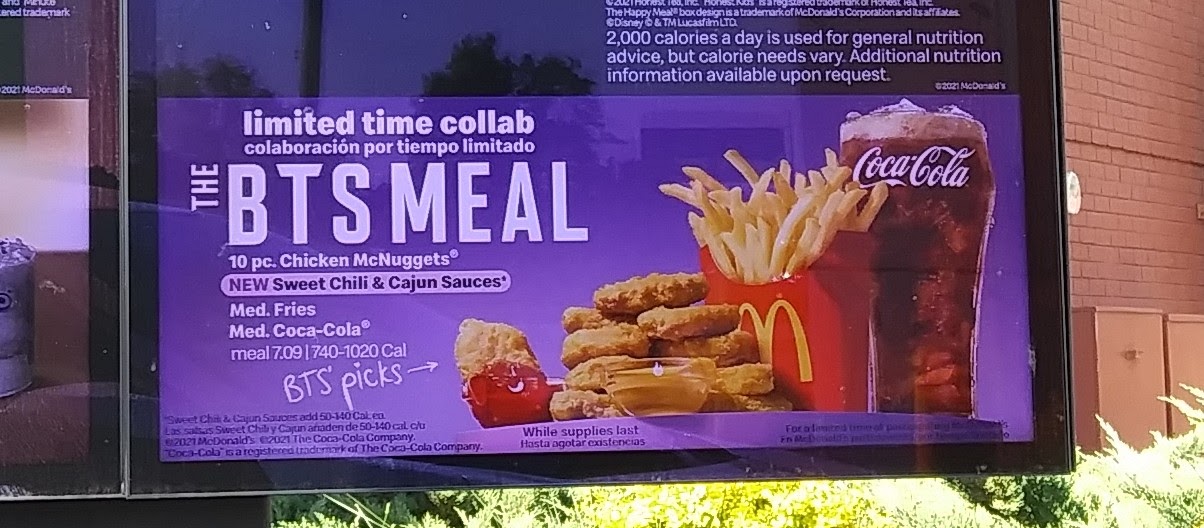 ered trademark
©2021 McDonald's
©2021 Honest Tea, Inc. "Honest Kids" is a registered trademark of Honest Tea, Inc.
The Happy Meal® box design is a trademark of McDonald's Corporation and its affiliates.
©Disney © & TM Lucasfilm LTD.
2,000 calories a day is used for general nutrition
advice, but calorie needs vary. Additional nutrition
information available upon request.
©2021 McDonald's
limited time collab
colaboración por tiempo limitado
THE
BTS MEAL
10 pc. Chicken McNuggets®
NEW Sweet Chili & Cajun Sauces*
Med. Fries
Med. Coca-Cola®
meal 7.09 | 740-1020 Cal
BTS' picks →
*Sweet Chili & Cajun Sauces add 50-140 Cal. ea.
Las salsas Sweet Chili y Cajun añaden de 50-140 cal. c/u
©2021 McDonald's. ©2021 The Coca-Cola Company.
"Coca-Cola" is a registered trademark of The Coca-Cola Company.
While supplies last
Hasta agotar existencias
For a limited time at
Coca-Cola